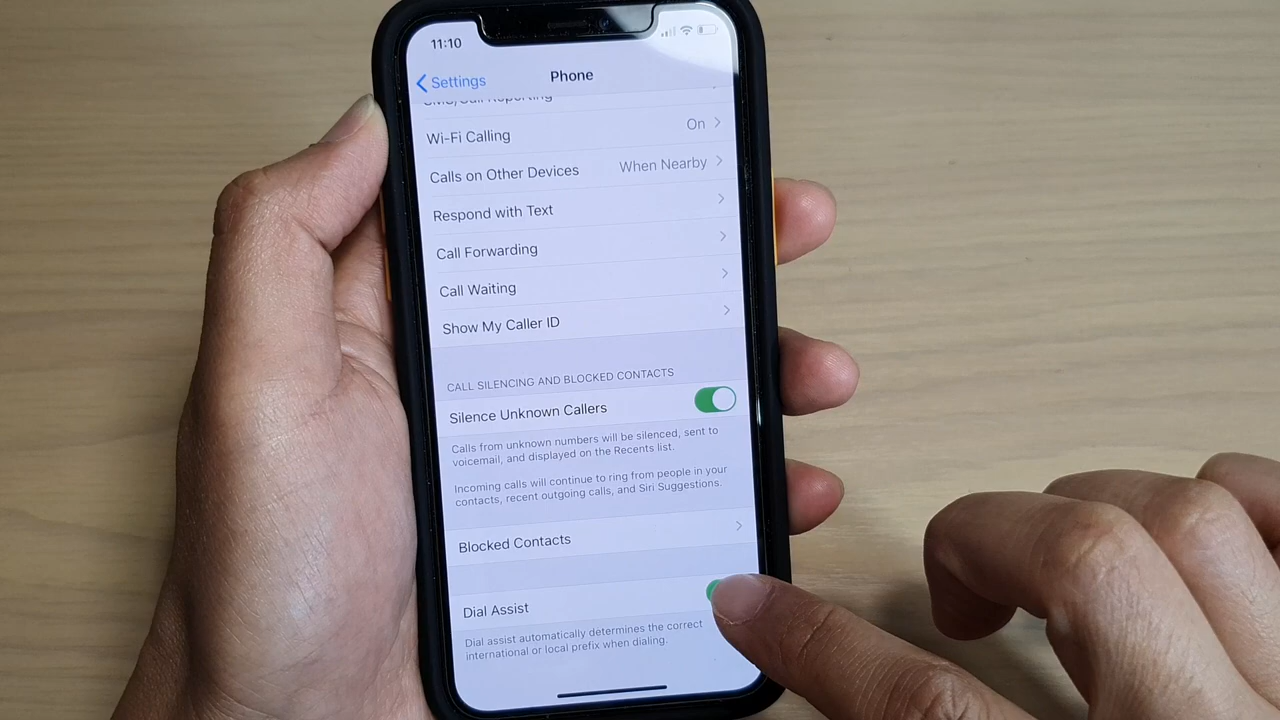 11:10
Settings
Phone
SMS/Call Reporting
Wi-Fi Calling On
Calls on Other Devices When Nearby
Respond with Text
Call Forwarding
Call Waiting
Show My Caller ID
CALL SILENCING AND BLOCKED CONTACTS
Silence Unknown Callers
Calls from unknown numbers will be silenced, sent to
voicemail, and displayed on the Recents list.
Incoming calls will continue to ring from people in your
contacts, recent outgoing calls, and Siri Suggestions.
Blocked Contacts
Dial Assist
Dial assist automatically determines the correct
international or local prefix when dialing.